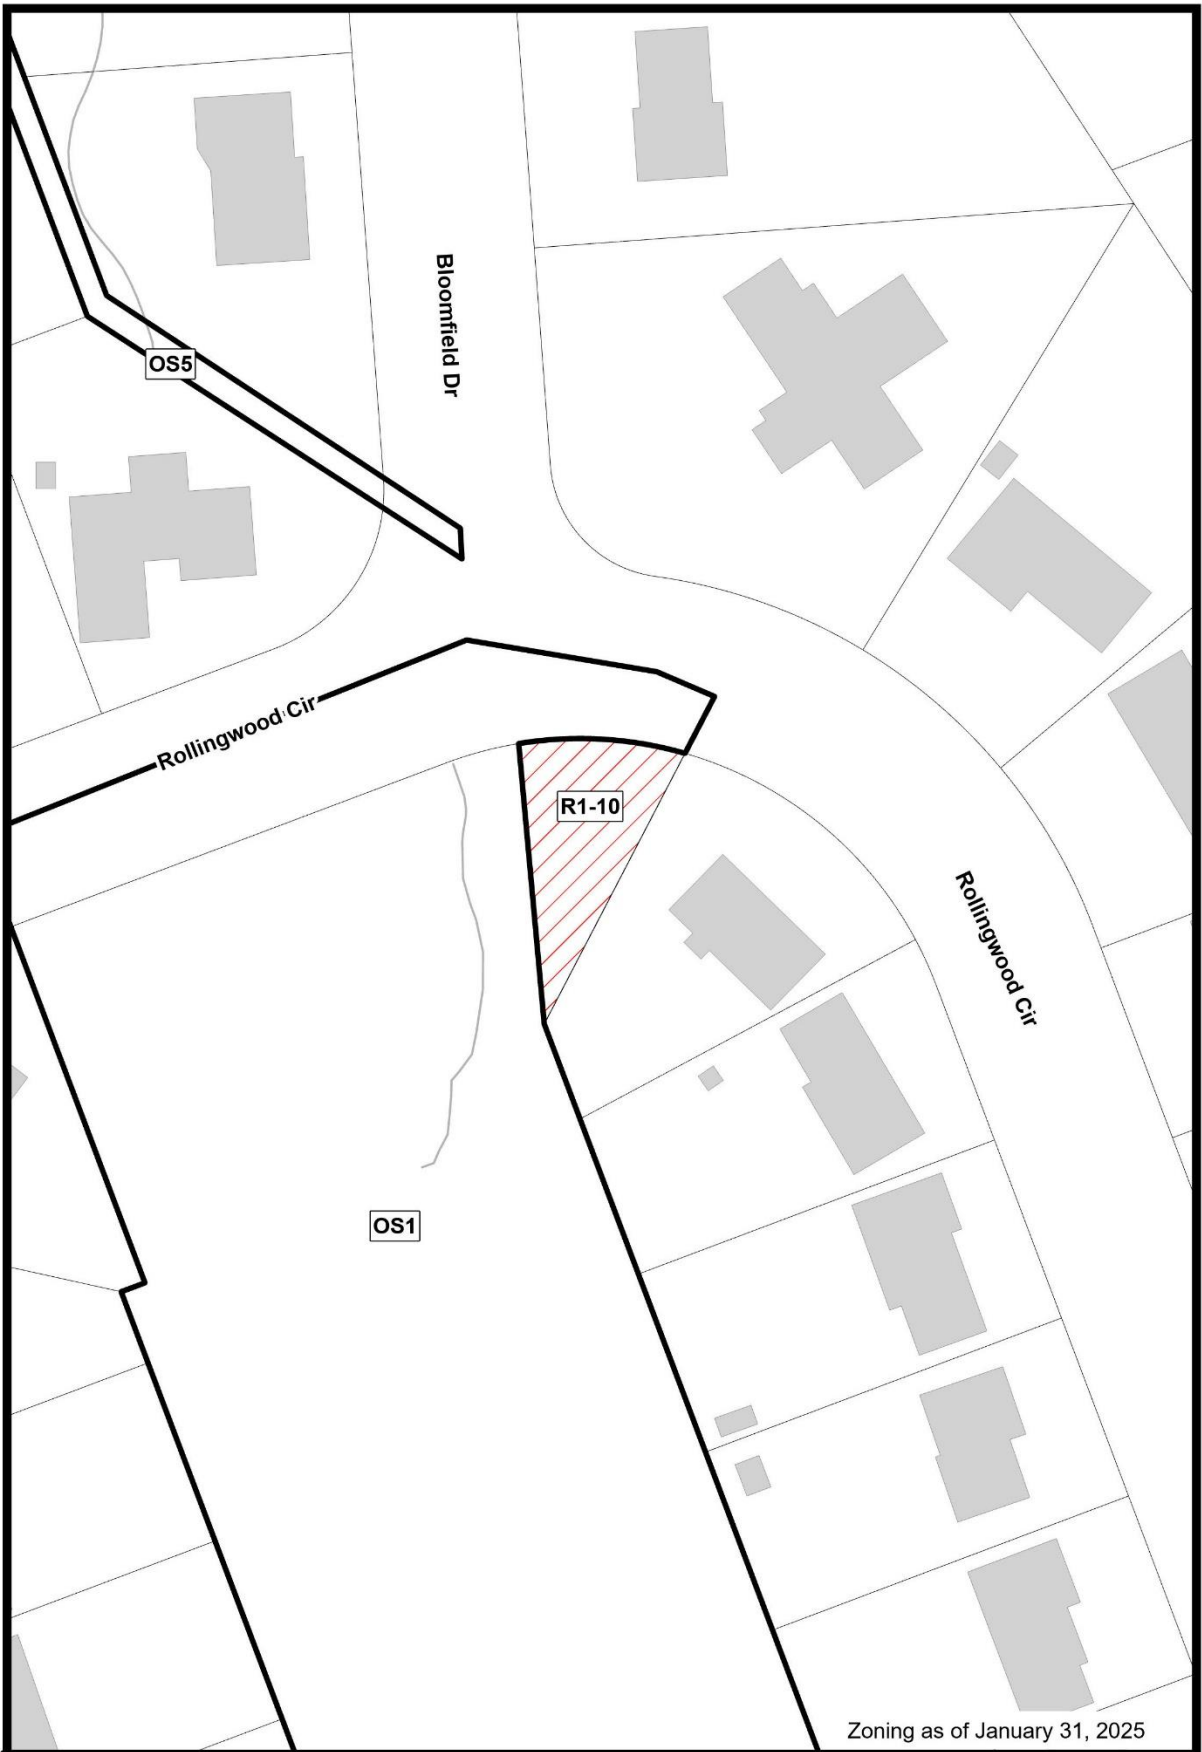 Bloomfield Dr
OS5
Rollingwood Cir
R1-10
Rollingwood Cir
OS1
Zoning as of January 31, 2025